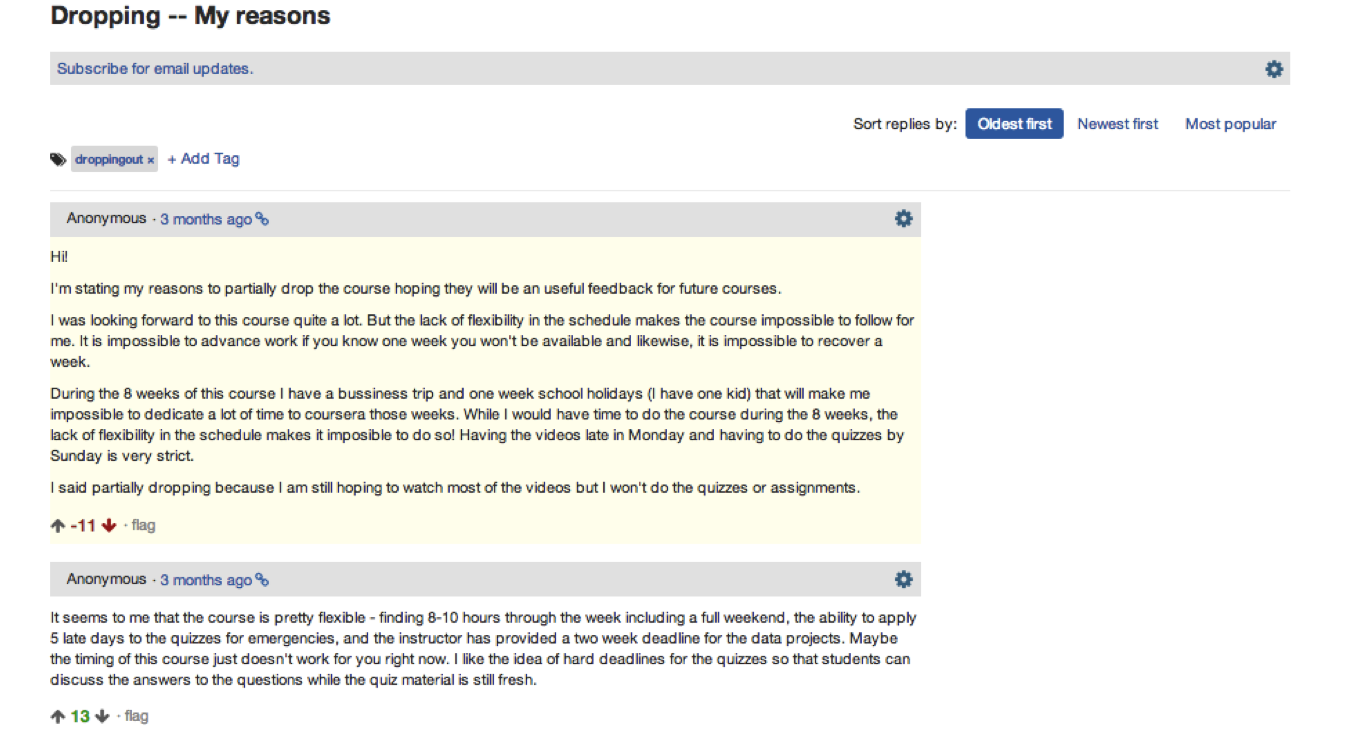 Dropping -- My reasons
Subscribe for email updates.
Sort replies by: Oldest first Newest first Most popular
droppingout × + Add Tag
Anonymous · 3 months ago
Hi!
I'm stating my reasons to partially drop the course hoping they will be an useful feedback for future courses.
I was looking forward to this course quite a lot. But the lack of flexibility in the schedule makes the course impossible to follow for
me. It is impossible to advance work if you know one week you won't be available and likewise, it is impossible to recover a
week.
During the 8 weeks of this course I have a bussiness trip and one week school holidays (I have one kid) that will make me
impossible to dedicate a lot of time to coursera those weeks. While I would have time to do the course during the 8 weeks, the
lack of flexibility in the schedule makes it imposible to do so! Having the videos late in Monday and having to do the quizzes by
Sunday is very strict.
I said partially dropping because I am still hoping to watch most of the videos but I won't do the quizzes or assignments.
-11 · flag
Anonymous · 3 months ago
It seems to me that the course is pretty flexible - finding 8-10 hours through the week including a full weekend, the ability to apply
5 late days to the quizzes for emergencies, and the instructor has provided a two week deadline for the data projects. Maybe
the timing of this course just doesn't work for you right now. I like the idea of hard deadlines for the quizzes so that students can
discuss the answers to the questions while the quiz material is still fresh.
13 · flag